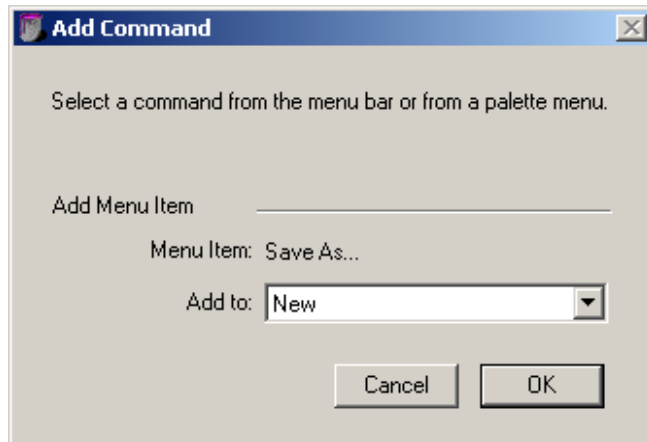 Add Command
Select a command from the menu bar or from a palette menu.
Add Menu Item
Menu Item: Save As...
Add to: New
Cancel OK